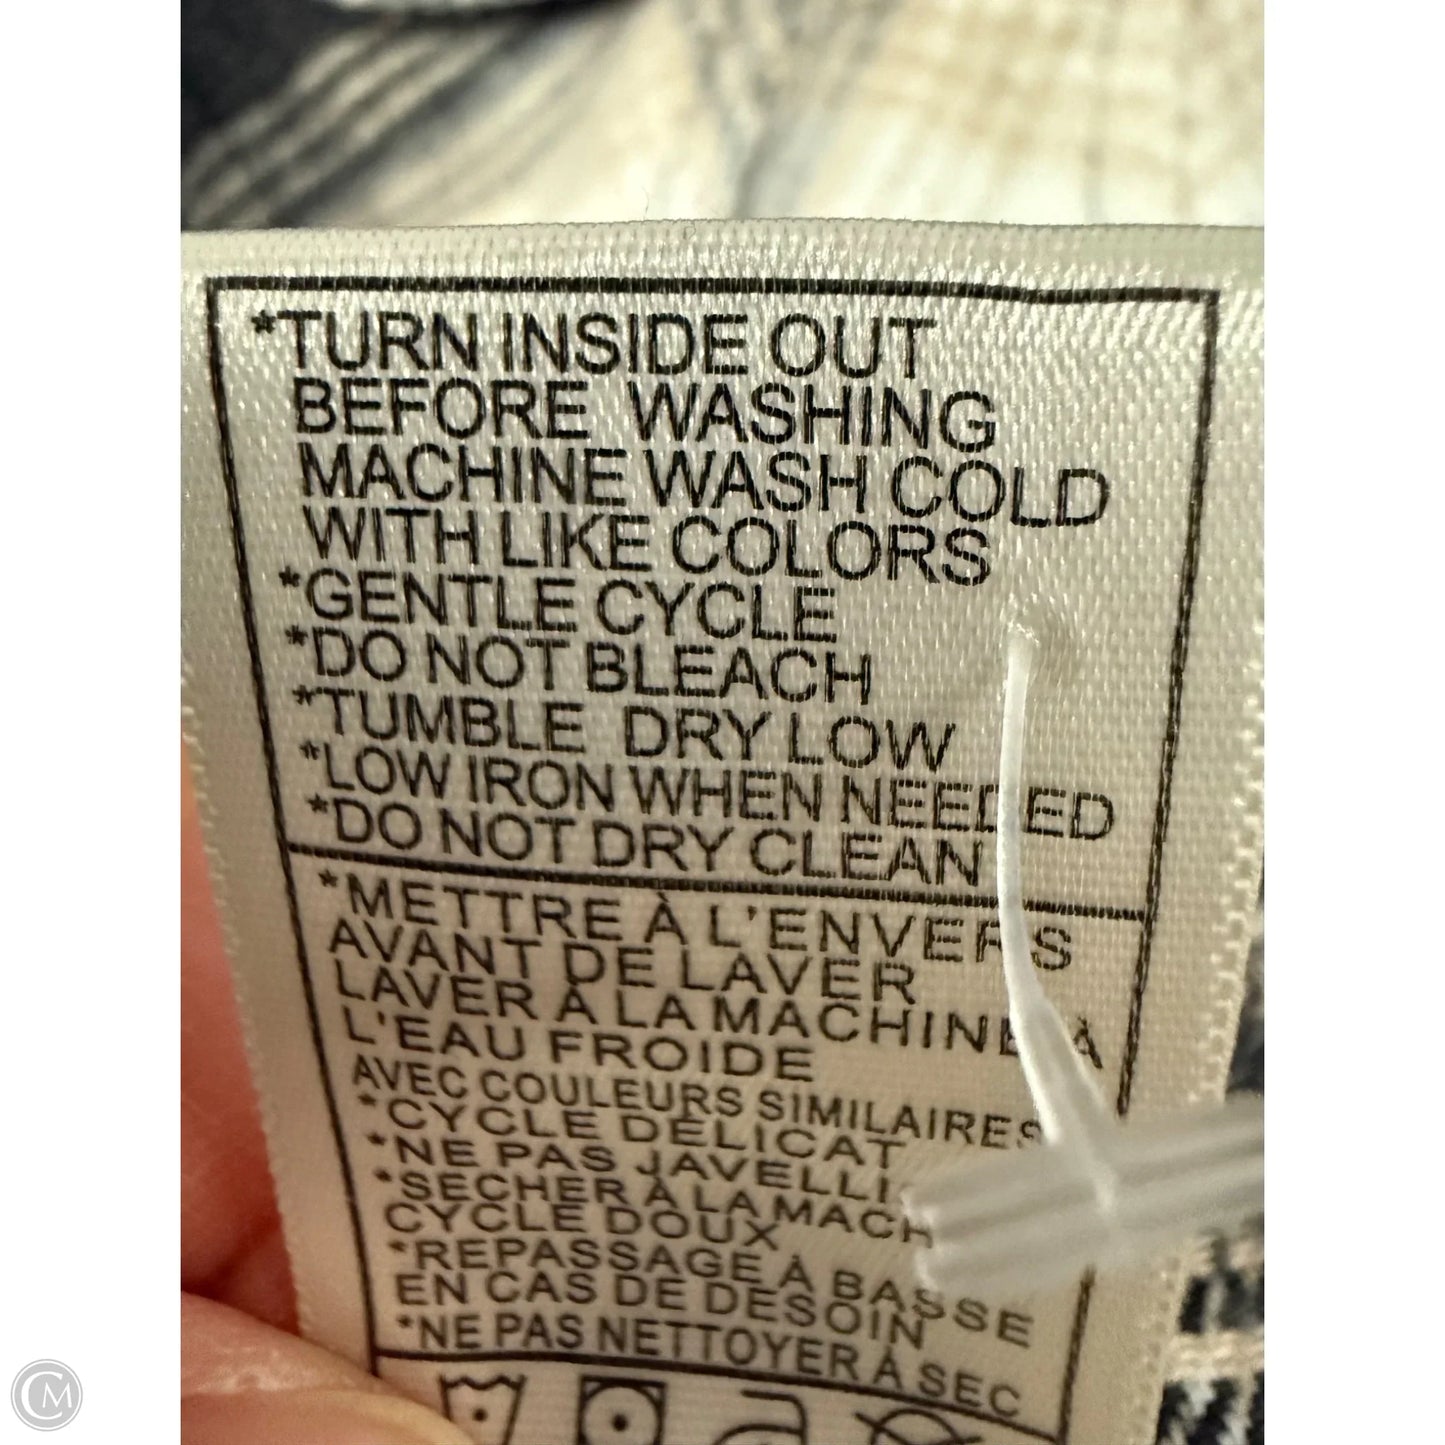 *TURN INSIDE OUT
BEFORE WASHING
MACHINE WASH COLD
WITH LIKE COLORS
*GENTLE CYCLE
*DO NOT BLEACH
*TUMBLE DRY LOW
*LOW IRON WHEN NEEDED
*DO NOT DRY CLEAN
*METTRE À L'ENVERS
AVANT DE LAVER
LAVER À LA MACHINE À
L'EAU FROIDE
AVEC COULEURS SIMILAIRES
*CYCLE DÉLICAT
*NE PAS
*SECHER À LA
CYCLE DOUX
*REPASSAGE À BASSE
EN CAS DE DESOIN
*NE PAS NETTOYER À SEC
CM